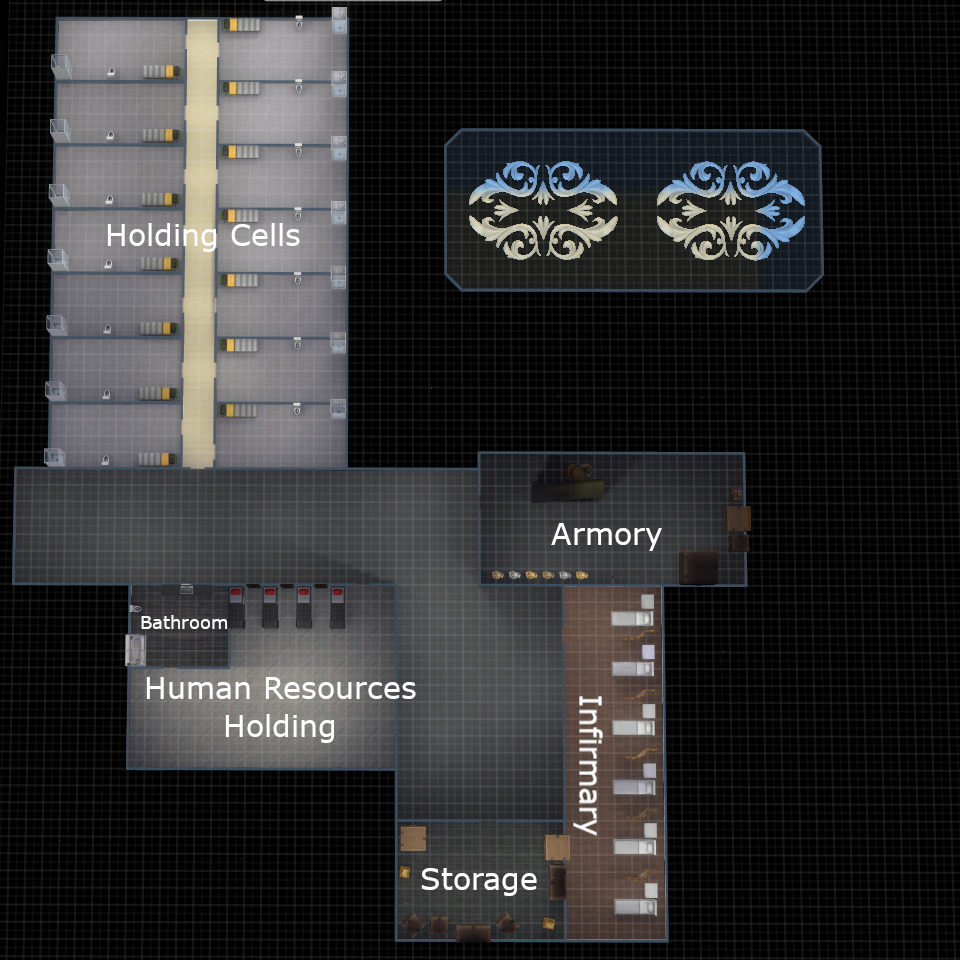 Holding Cells
Armory
Bathroom
Human Resources
Holding
Infirmary
Storage